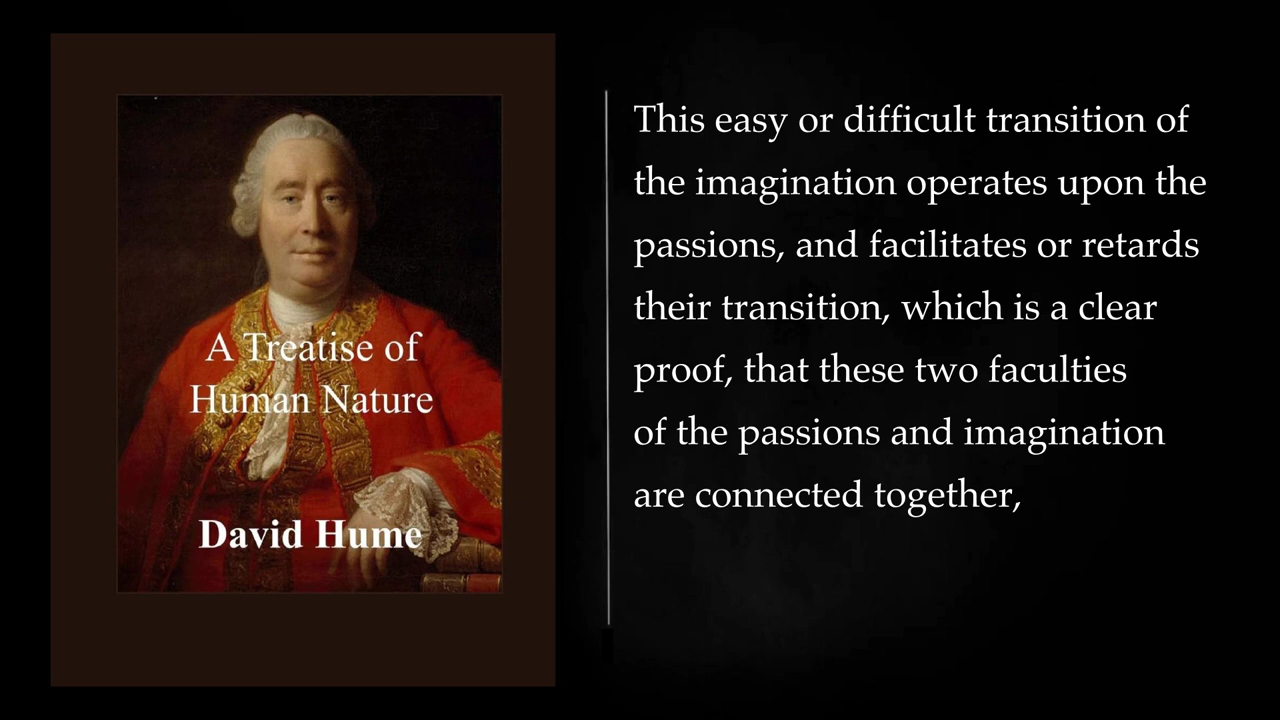 A Treatise of
Human Nature
David Hume
This easy or difficult transition of
the imagination operates upon the
passions, and facilitates or retards
their transition, which is a clear
proof, that these two faculties
of the passions and imagination
are connected together,